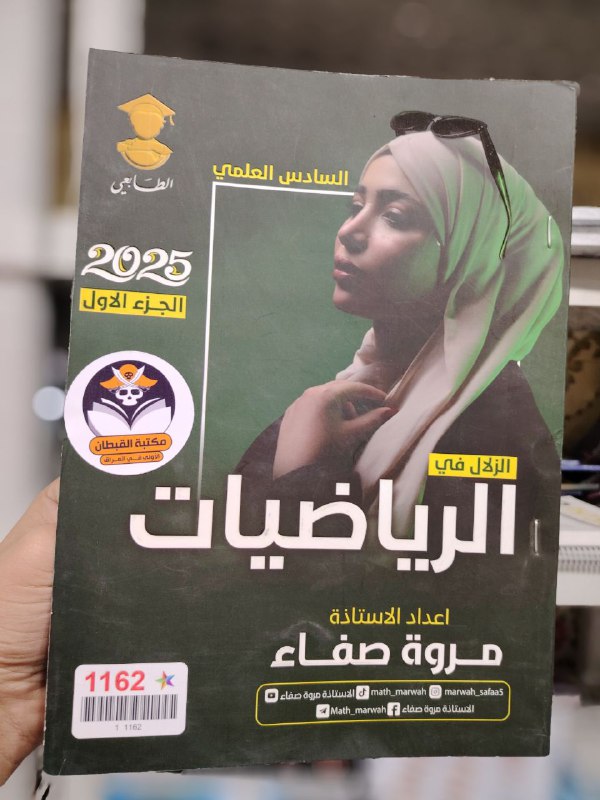 الطابعي
السادس العلمي
2025
الجزء الاول
مكتبة القبطان
الأولى في العراق
الزلال في
الرياضيات
اعداد الاستاذة
مروة صفاء
marwah_safaa5 math_marwah الاستاذة مروة صفاء
الاستاذة مروة صفاء Math_marwah
1162
1 1162